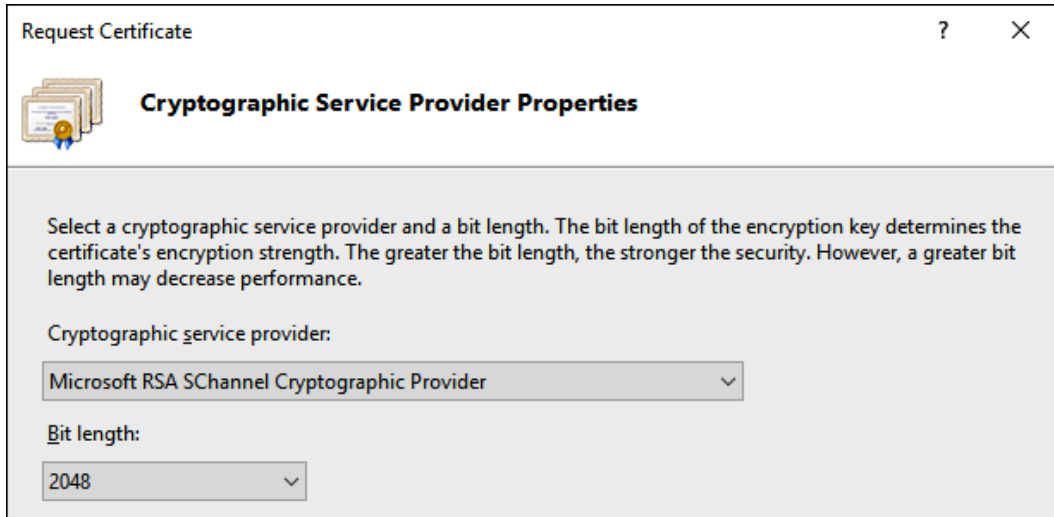 Request Certificate
?
Cryptographic Service Provider Properties
Select a cryptographic service provider and a bit length. The bit length of the encryption key determines the
certificate's encryption strength. The greater the bit length, the stronger the security. However, a greater bit
length may decrease performance.
Cryptographic service provider:
Microsoft RSA SChannel Cryptographic Provider
Bit length:
2048